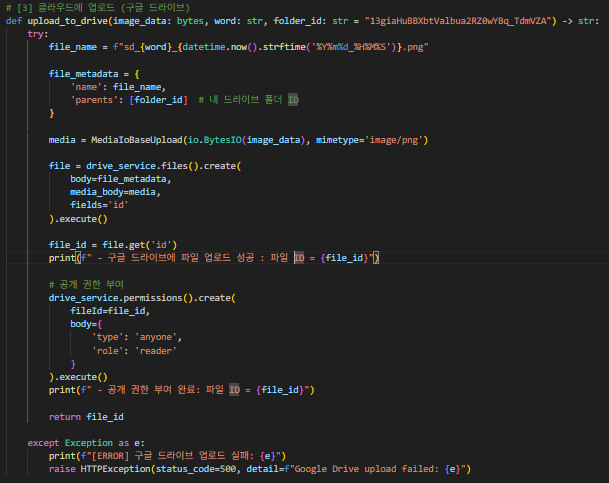 # [3] 클라우드에 업로드 (구글 드라이브)
def upload_to_drive(image_data: bytes, word: str, folder_id: str = "13giaHuBBXbtValbua2RZ0wYBq_TdmVZA") -> str:
    try:
        file_name = f"sd_{word}_{datetime.now().strftime('%Y%m%d_%H%M%S')}.png"

        file_metadata = {
            'name': file_name,
            'parents': [folder_id]  # 내 드라이브 폴더 ID
        }

        media = MediaIoBaseUpload(io.BytesIO(image_data), mimetype='image/png')

        file = drive_service.files().create(
            body=file_metadata,
            media_body=media,
            fields='id'
        ).execute()

        file_id = file.get('id')
        print(f" - 구글 드라이브에 파일 업로드 성공 : 파일 ID = {file_id}")

        # 공개 권한 부여
        drive_service.permissions().create(
            fileId=file_id,
            body={
                'type': 'anyone',
                'role': 'reader'
            }
        ).execute()
        print(f" - 공개 권한 부여 완료: 파일 ID = {file_id}")

        return file_id

    except Exception as e:
        print(f"[ERROR] 구글 드라이브 업로드 실패: {e}")
        raise HTTPException(status_code=500, detail=f"Google Drive upload failed: {e}")